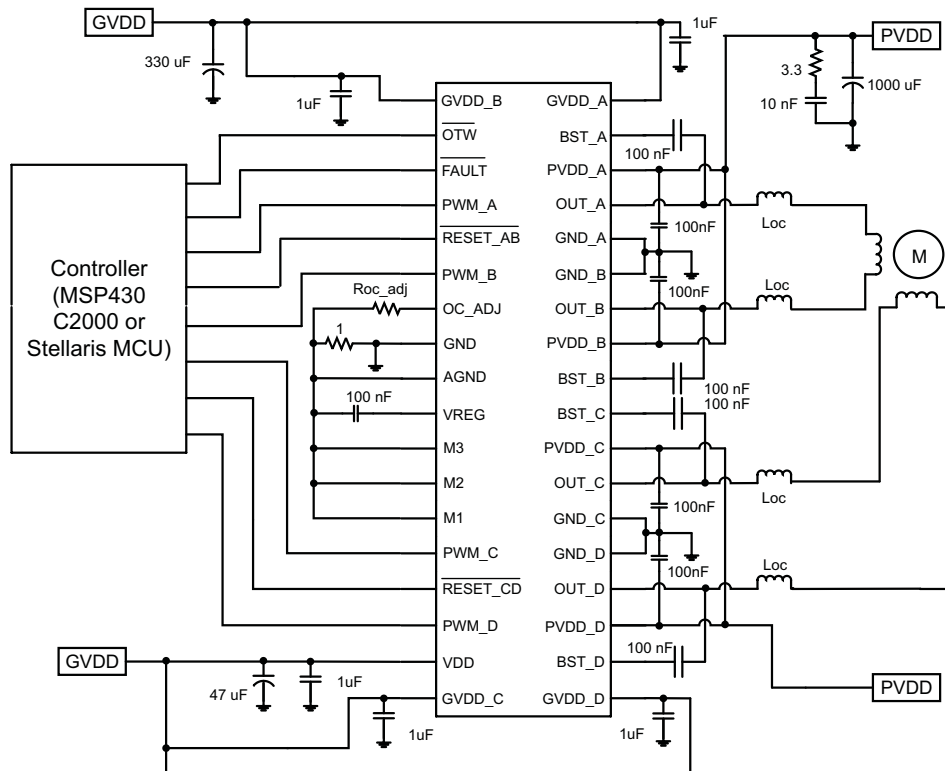 GVDD
330 uF
1uF
1uF
PVDD
3.3
10 nF
1000 uF
Controller
(MSP430
C2000 or
Stellaris MCU)
GVDD_B
OTW
FAULT
PWM_A
RESET_AB
PWM_B
Roc_adj
OC_ADJ
1
GND
AGND
100 nF
VREG
M3
M2
M1
PWM_C
RESET_CD
PWM_D
VDD
GVDD_C
GVDD_A
BST_A
PVDD_A
OUT_A
GND_A
GND_B
OUT_B
PVDD_B
BST_B
BST_C
PVDD_C
OUT_C
GND_C
GND_D
OUT_D
PVDD_D
BST_D
GVDD_D
100 nF
100nF
100nF
100 nF
100 nF
100nF
100nF
100 nF
Loc
Loc
M
Loc
Loc
GVDD
47 uF
1uF
1uF
1uF
PVDD